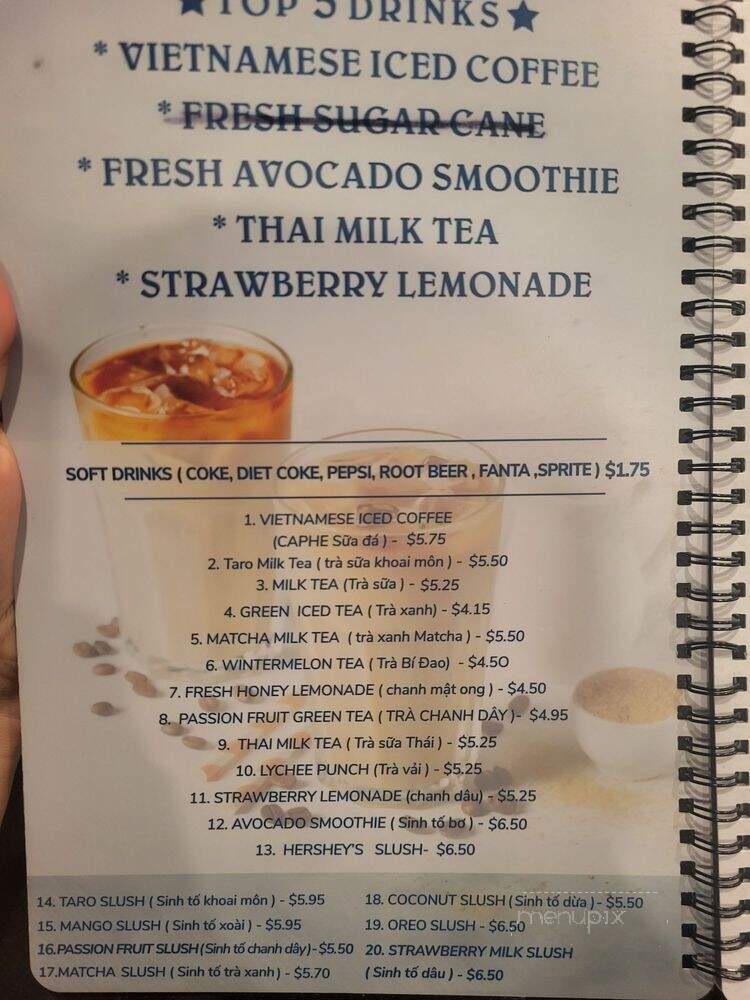 ★TOP 5 DRINKS★
* VIETNAMESE ICED COFFEE
* FRESH SUGAR CANE
* FRESH AVOCADO SMOOTHIE
* THAI MILK TEA
* STRAWBERRY LEMONADE
SOFT DRINKS ( COKE, DIET COKE, PEPSI, ROOT BEER , FANTA ,SPRITE ) $1.75
1. VIETNAMESE ICED COFFEE
(CAPHE Sữa đá ) - $5.75
2. Taro Milk Tea ( trà sữa khoai môn ) - $5.50
3. MILK TEA (Trà sữa ) - $5.25
4. GREEN ICED TEA ( Trà xanh) - $4.15
5. MATCHA MILK TEA ( trà xanh Matcha ) - $5.50
6. WINTERMELON TEA ( Trà Bí Đao) - $4.5O
7. FRESH HONEY LEMONADE ( chanh mật ong ) - $4.50
8. PASSION FRUIT GREEN TEA ( TRÀ CHANH DÂY )- $4.95
9. THAI MILK TEA ( Trà sữa Thái ) - $5.25
10. LYCHEE PUNCH (Trà vải ) - $5.25
11. STRAWBERRY LEMONADE (chanh dâu) - $5.25
12. AVOCADO SMOOTHIE ( Sinh tố bơ ) - $6.50
13. HERSHEY'S SLUSH- $6.50
14. TARO SLUSH ( Sinh tố khoai môn ) - $5.95
15. MANGO SLUSH ( Sinh tố xoài ) - $5.95
16.PASSION FRUIT SLUSH (Sinh tố chanh dây) - $5.50
17.MATCHA SLUSH ( Sinh tố trà xanh ) - $5.70
18. COCONUT SLUSH ( Sinh tố dừa ) - $5.50
19. OREO SLUSH - $6.50
20. STRAWBERRY MILK SLUSH
( Sinh tố dâu ) - $6.50
menupix